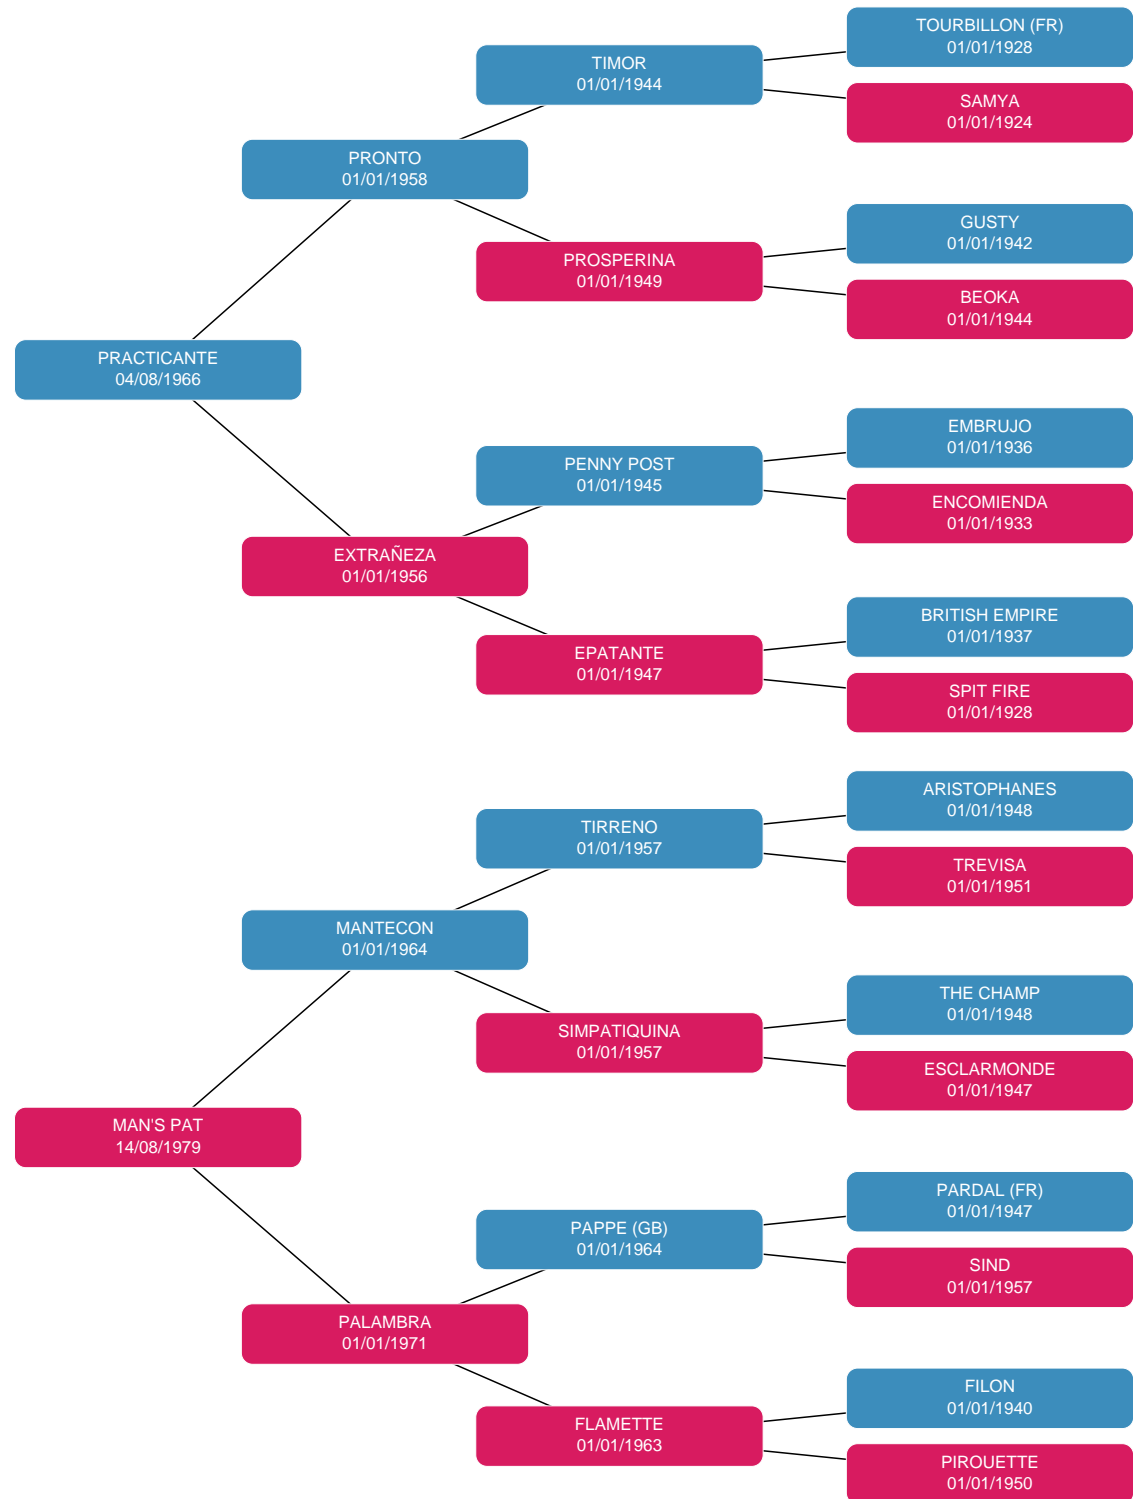 TOURBILLON (FR)
01/01/1928
TIMOR
01/01/1944
SAMYA
01/01/1924
PRONTO
01/01/1958
GUSTY
01/01/1942
PROSPERINA
01/01/1949
BEOKA
01/01/1944
PRACTICANTE
04/08/1966
EMBRUJO
01/01/1936
PENNY POST
01/01/1945
ENCOMIENDA
01/01/1933
EXTRAÑEZA
01/01/1956
BRITISH EMPIRE
01/01/1937
EPATANTE
01/01/1947
SPIT FIRE
01/01/1928
ARISTOPHANES
01/01/1948
TIRRENO
01/01/1957
TREVISA
01/01/1951
MANTECON
01/01/1964
THE CHAMP
01/01/1948
SIMPATIQUINA
01/01/1957
ESCLARMONDE
01/01/1947
MAN'S PAT
14/08/1979
PARDAL (FR)
01/01/1947
PAPPE (GB)
01/01/1964
SIND
01/01/1957
PALAMBRA
01/01/1971
FILON
01/01/1940
FLAMETTE
01/01/1963
PIROUETTE
01/01/1950